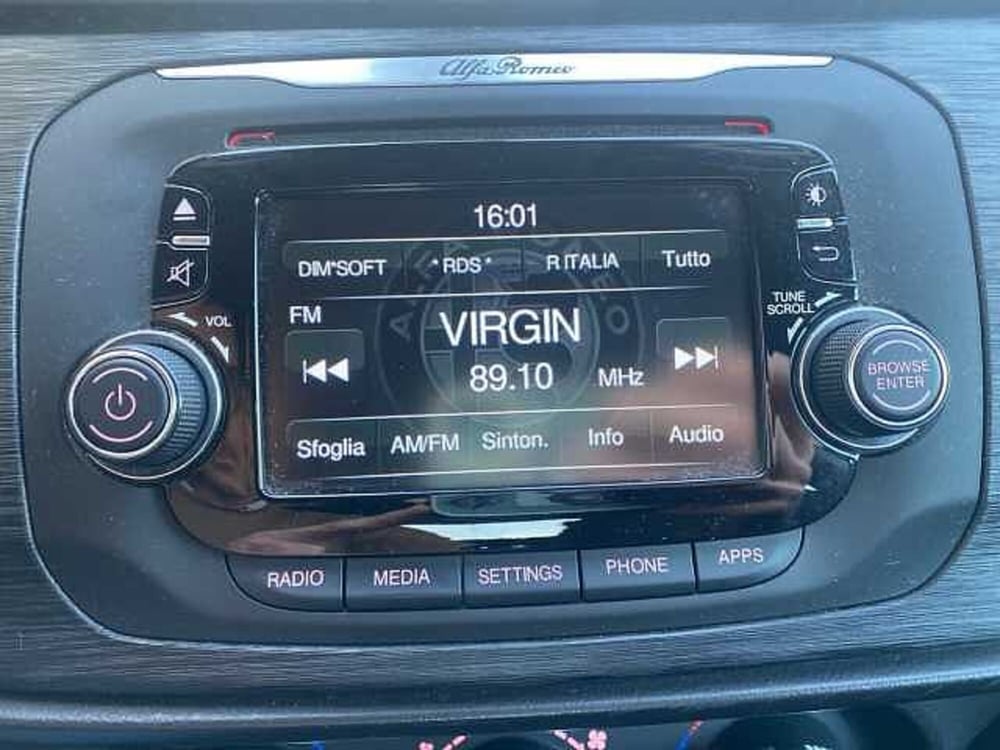 Alfa Romeo
16:01
DIM*SOFT * RDS * R ITALIA Tutto
FM
VIRGIN
89.10 MHz
Sfoglia AM/FM Sinton. Info Audio
VOL
TUNE
SCROLL
BROWSE
ENTER
RADIO MEDIA SETTINGS PHONE APPS